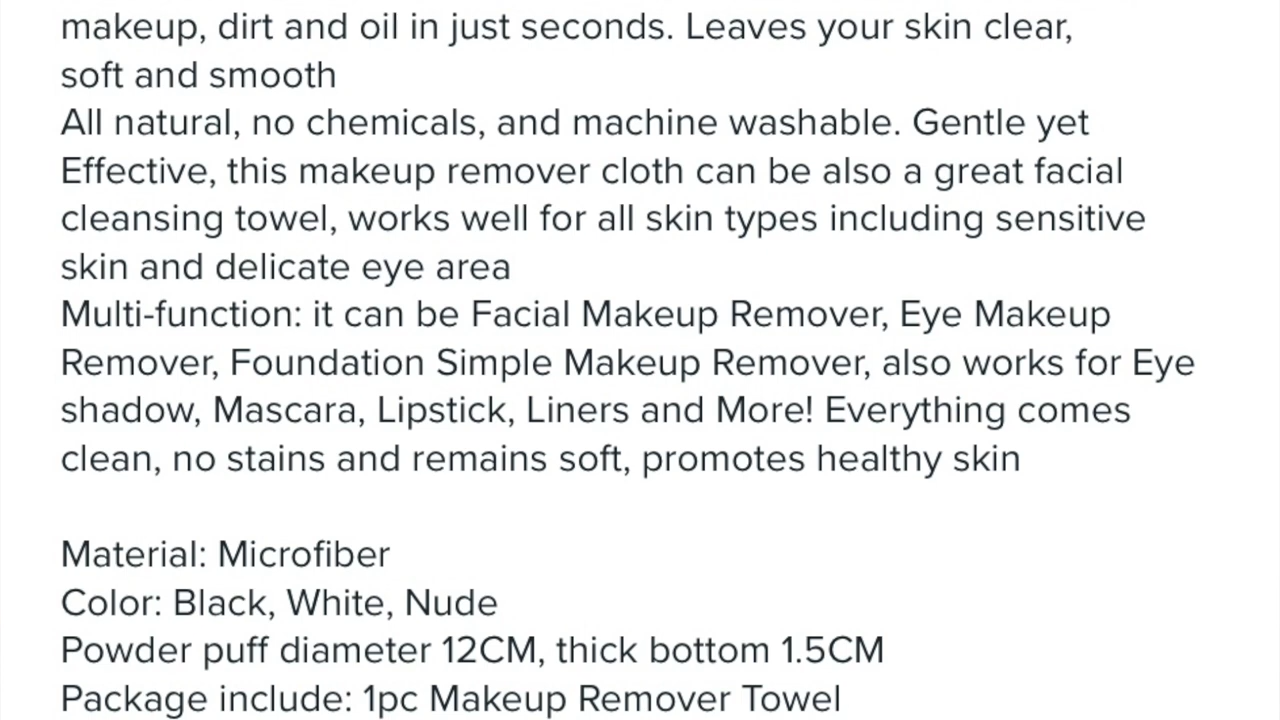 makeup, dirt and oil in just seconds. Leaves your skin clear,
soft and smooth
All natural, no chemicals, and machine washable. Gentle yet
Effective, this makeup remover cloth can be also a great facial
cleansing towel, works well for all skin types including sensitive
skin and delicate eye area
Multi-function: it can be Facial Makeup Remover, Eye Makeup
Remover, Foundation Simple Makeup Remover, also works for Eye
shadow, Mascara, Lipstick, Liners and More! Everything comes
clean, no stains and remains soft, promotes healthy skin
Material: Microfiber
Color: Black, White, Nude
Powder puff diameter 12CM, thick bottom 1.5CM
Package include: 1pc Makeup Remover Towel